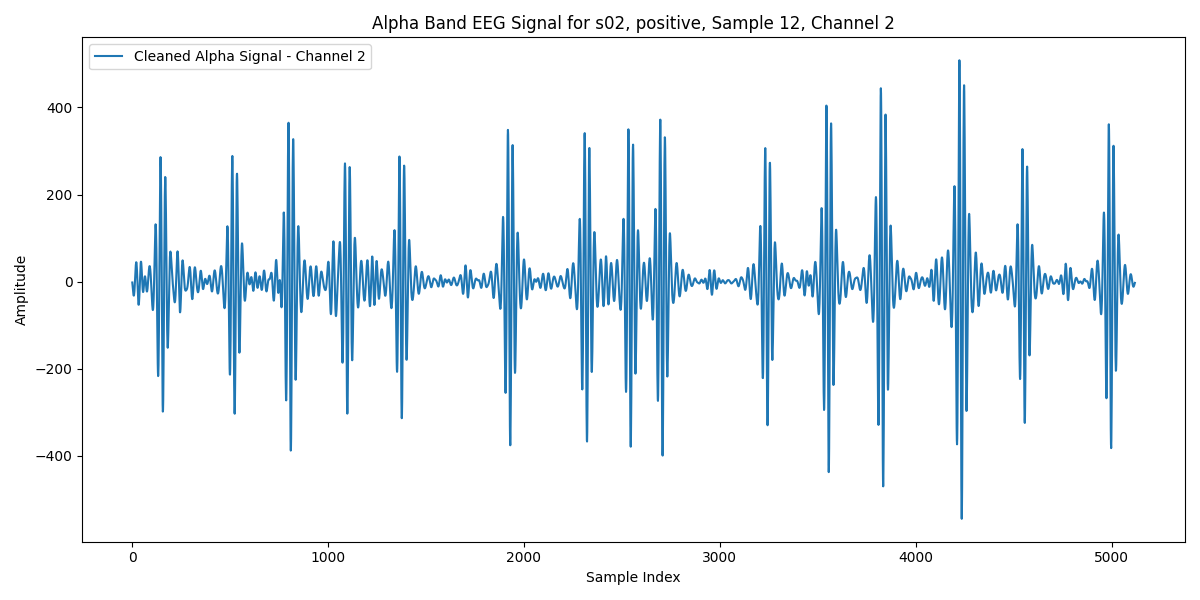 Alpha Band EEG Signal for s02, positive, Sample 12, Channel 2
Cleaned Alpha Signal - Channel 2
400
200
0
−200
−400
Amplitude
0 1000 2000 3000 4000 5000
Sample Index